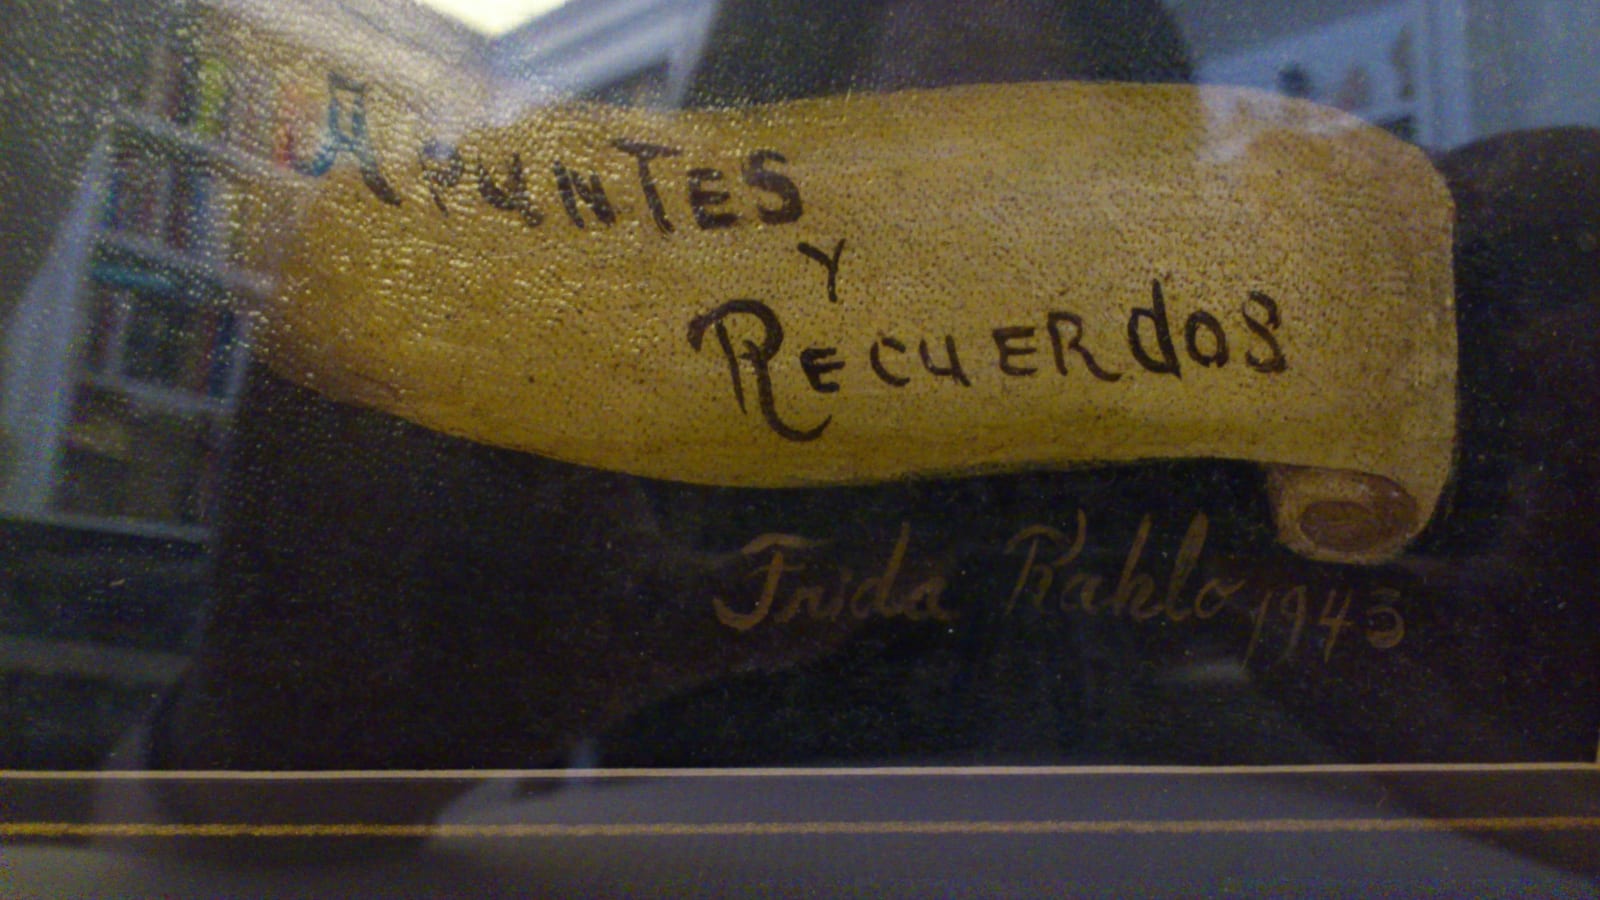 APUNTES
Y
RECUERdOS
Frida Kahlo 1943